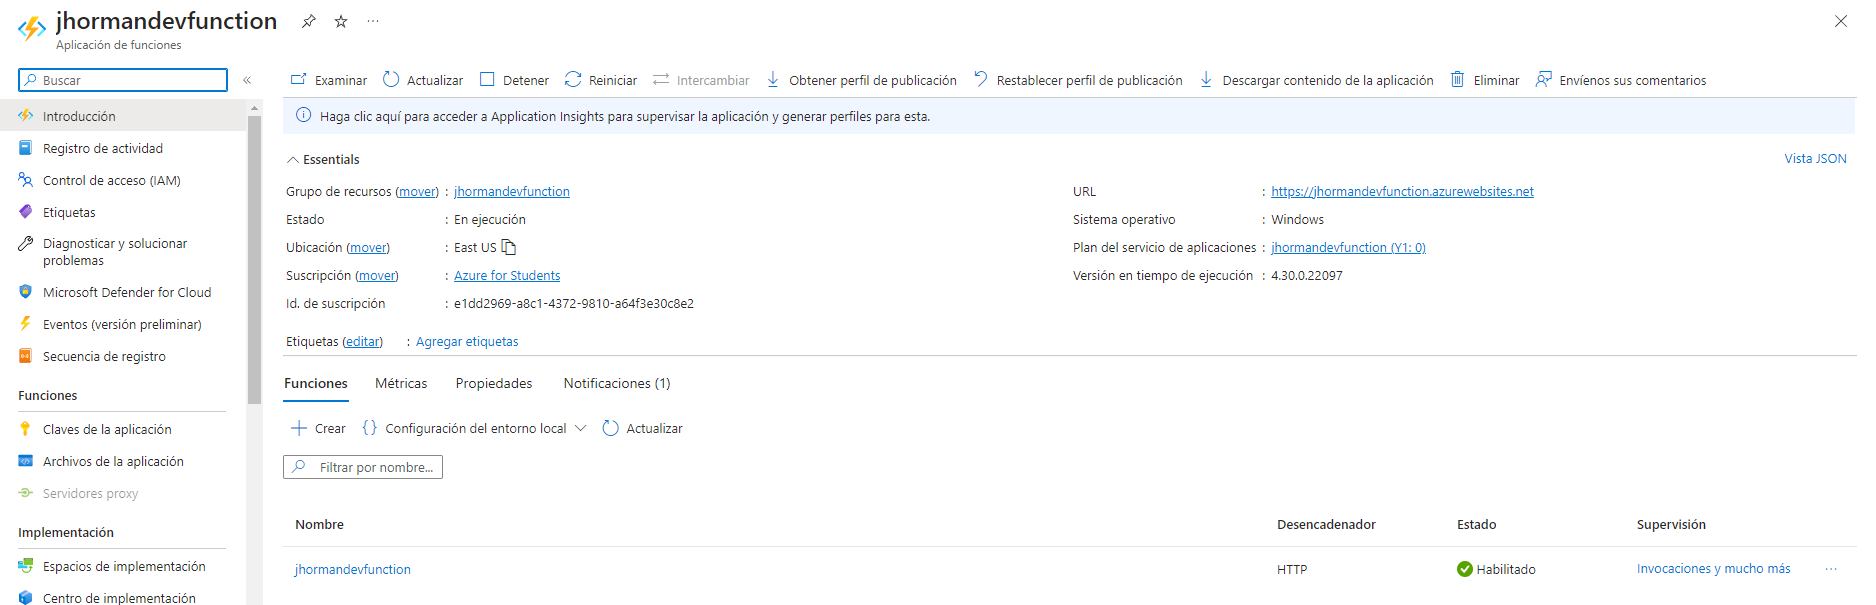 jhormandevfunction
Aplicación de funciones
Buscar
Introducción
Registro de actividad
Control de acceso (IAM)
Etiquetas
Diagnosticar y solucionar
problemas
Microsoft Defender for Cloud
Eventos (versión preliminar)
Secuencia de registro
Funciones
Claves de la aplicación
Archivos de la aplicación
Servidores proxy
Implementación
Espacios de implementación
Centro de implementación
Examinar Actualizar Detener Reiniciar Intercambiar Obtener perfil de publicación Restablecer perfil de publicación Descargar contenido de la aplicación Eliminar Envíenos sus comentarios
Haga clic aquí para acceder a Application Insights para supervisar la aplicación y generar perfiles para esta.
Essentials Vista JSON
Grupo de recursos (mover) : jhormandevfunction
Estado : En ejecución
Ubicación (mover) : East US
Suscripción (mover) : Azure for Students
Id. de suscripción : e1dd2969-a8c1-4372-9810-a64f3e30c8e2
URL : https://jhormandevfunction.azurewebsites.net
Sistema operativo : Windows
Plan del servicio de aplicaciones : jhormandevfunction (Y1: 0)
Versión en tiempo de ejecución : 4.30.0.22097
Etiquetas (editar) : Agregar etiquetas
Funciones Métricas Propiedades Notificaciones (1)
Crear {} Configuración del entorno local Actualizar
Filtrar por nombre...
Nombre Desencadenador Estado Supervisión
jhormandevfunction HTTP Habilitado Invocaciones y mucho más